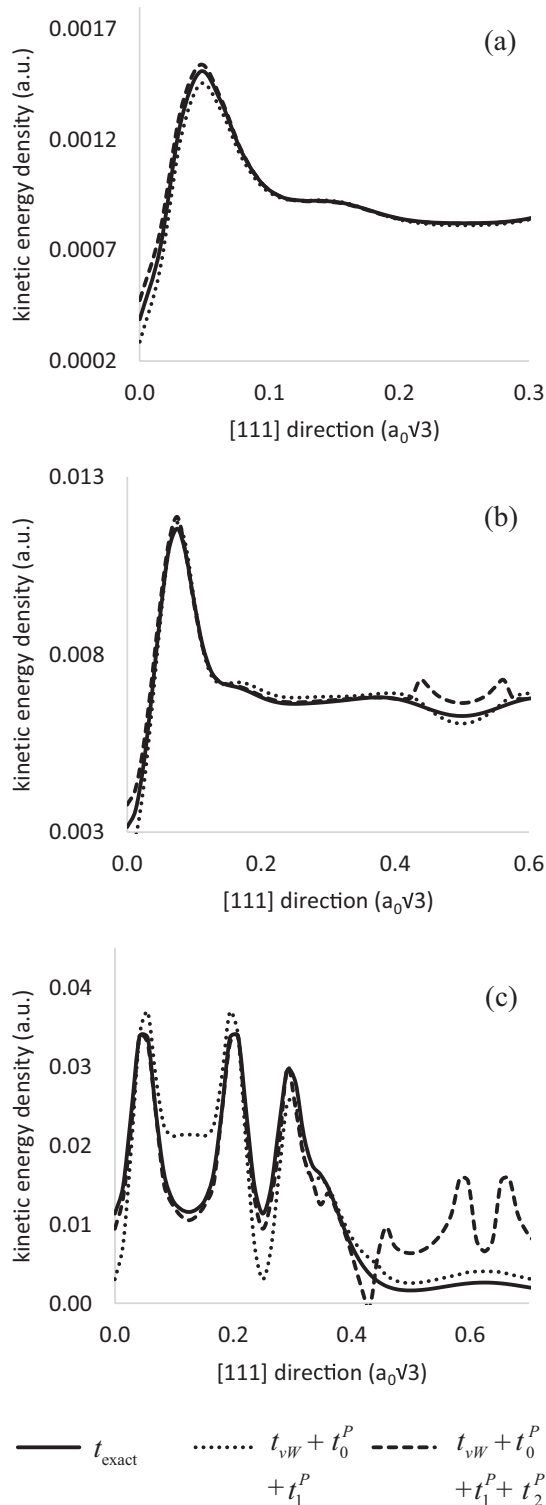 (a)
kinetic energy density (a.u.)
0.0017
0.0012
0.0007
0.0002
0.0 0.1 0.2 0.3
[111] direction (a₀√3)
(b)
kinetic energy density (a.u.)
0.013
0.008
0.003
0.0 0.2 0.4 0.6
[111] direction (a₀√3)
(c)
kinetic energy density (a.u.)
0.04
0.03
0.02
0.01
0.00
0.0 0.2 0.4 0.6
[111] direction (a₀√3)
t_exact
t_vW + t_0^P
+ t_1^P
t_vW + t_0^P
+ t_1^P + t_2^P